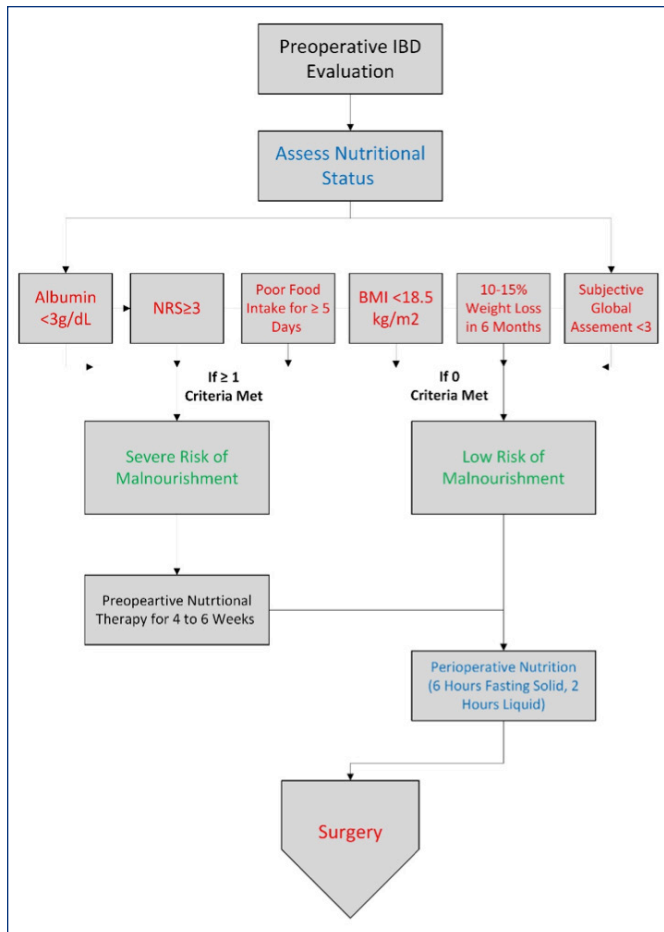 Preoperative IBD
Evaluation
Assess Nutritional
Status
Albumin
<3g/dL
NRS≥3
Poor Food
Intake for ≥ 5
Days
BMI <18.5
kg/m2
10-15%
Weight Loss
in 6 Months
Subjective
Global
Assement <3
If ≥ 1
Criteria Met
If 0
Criteria Met
Severe Risk of
Malnourishment
Low Risk of
Malnourishment
Preopeartive Nutrtional
Therapy for 4 to 6 Weeks
Perioperative Nutrition
(6 Hours Fasting Solid, 2
Hours Liquid)
Surgery